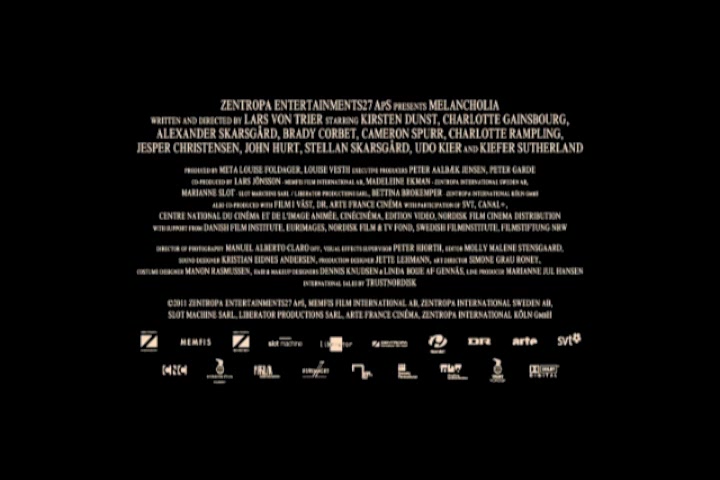 ZENTROPA ENTERTAINMENTS27 ApS PRESENTS MELANCHOLIA
WRITTEN AND DIRECTED BY LARS VON TRIER STARRING KIRSTEN DUNST, CHARLOTTE GAINSBOURG,
ALEXANDER SKARSGÅRD, BRADY CORBET, CAMERON SPURR, CHARLOTTE RAMPLING,
JESPER CHRISTENSEN, JOHN HURT, STELLAN SKARSGÅRD, UDO KIER AND KIEFER SUTHERLAND
PRODUCED BY META LOUISE FOLDAGER, LOUISE VESTH EXECUTIVE PRODUCERS PETER AALBÆK JENSEN, PETER GARDE
CO-PRODUCED BY LARS JÖNSSON - MEMFIS FILM INTERNATIONAL AB, MADELEINE EKMAN - ZENTROPA INTERNATIONAL SWEDEN AB,
MARIANNE SLOT - SLOT MACHINE SARL / LIBERATOR PRODUCTIONS SARL, BETTINA BROKEMPER - ZENTROPA INTERNATIONAL KÖLN GmbH
ALSO CO-PRODUCED WITH FILM I VÄST, DR, ARTE FRANCE CINÉMA WITH PARTICIPATION OF SVT, CANAL+,
CENTRE NATIONAL DU CINÉMA ET DE L'IMAGE ANIMÉE, CINÉCINÉMA, EDITION VIDEO, NORDISK FILM CINEMA DISTRIBUTION
WITH SUPPORT FROM DANISH FILM INSTITUTE, EURIMAGES, NORDISK FILM & TV FOND, SWEDISH FILMINSTITUTE, FILMSTIFTUNG NRW
DIRECTOR OF PHOTOGRAPHY MANUEL ALBERTO CLARO DFF, VISUAL EFFECTS SUPERVISOR PETER HJORTH, EDITOR MOLLY MALENE STENSGAARD,
SOUND DESIGNER KRISTIAN EIDNES ANDERSEN, PRODUCTION DESIGNER JETTE LEHMANN, ART DIRECTOR SIMONE GRAU RONEY,
COSTUME DESIGNER MANON RASMUSSEN, HAIR & MAKEUP DESIGNERS DENNIS KNUDSEN & LINDA BOIJE AF GENNÄS, LINE PRODUCER MARIANNE JUL HANSEN
INTERNATIONAL SALES BY TRUSTNORDISK
©2011 ZENTROPA ENTERTAINMENTS27 ApS, MEMFIS FILM INTERNATIONAL AB, ZENTROPA INTERNATIONAL SWEDEN AB,
SLOT MACHINE SARL, LIBERATOR PRODUCTIONS SARL, ARTE FRANCE CINÉMA, ZENTROPA INTERNATIONAL KÖLN GmbH
MEMFIS slot machine DR arte svt
CNC DOLBY DIGITAL